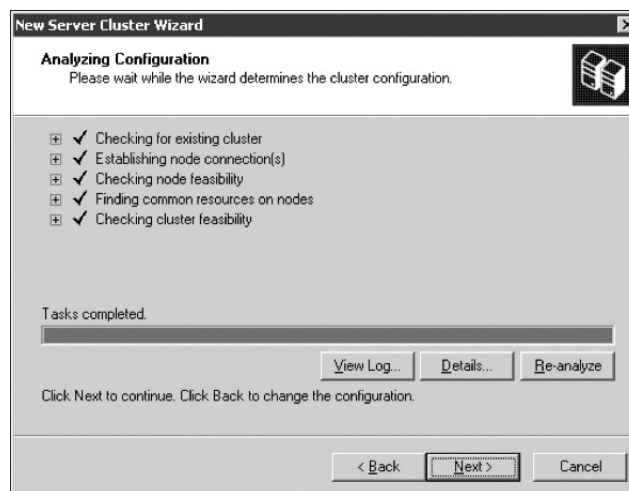 New Server Cluster Wizard
Analyzing Configuration
Please wait while the wizard determines the cluster configuration.
Checking for existing cluster
Establishing node connection(s)
Checking node feasibility
Finding common resources on nodes
Checking cluster feasibility
Tasks completed.
View Log... Details... Re-analyze
Click Next to continue. Click Back to change the configuration.
< Back Next > Cancel